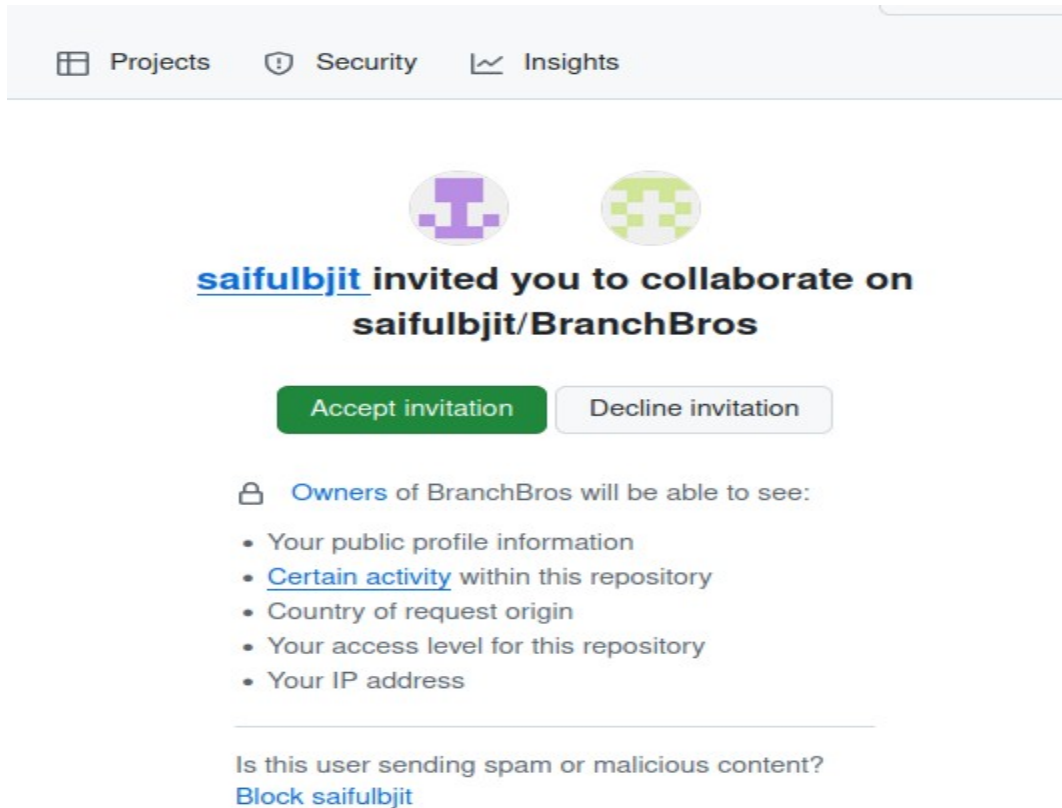 Projects Security Insights
saifulbjit invited you to collaborate on
saifulbjit/BranchBros
Accept invitation Decline invitation
Owners of BranchBros will be able to see:
• Your public profile information
• Certain activity within this repository
• Country of request origin
• Your access level for this repository
• Your IP address
Is this user sending spam or malicious content?
Block saifulbjit